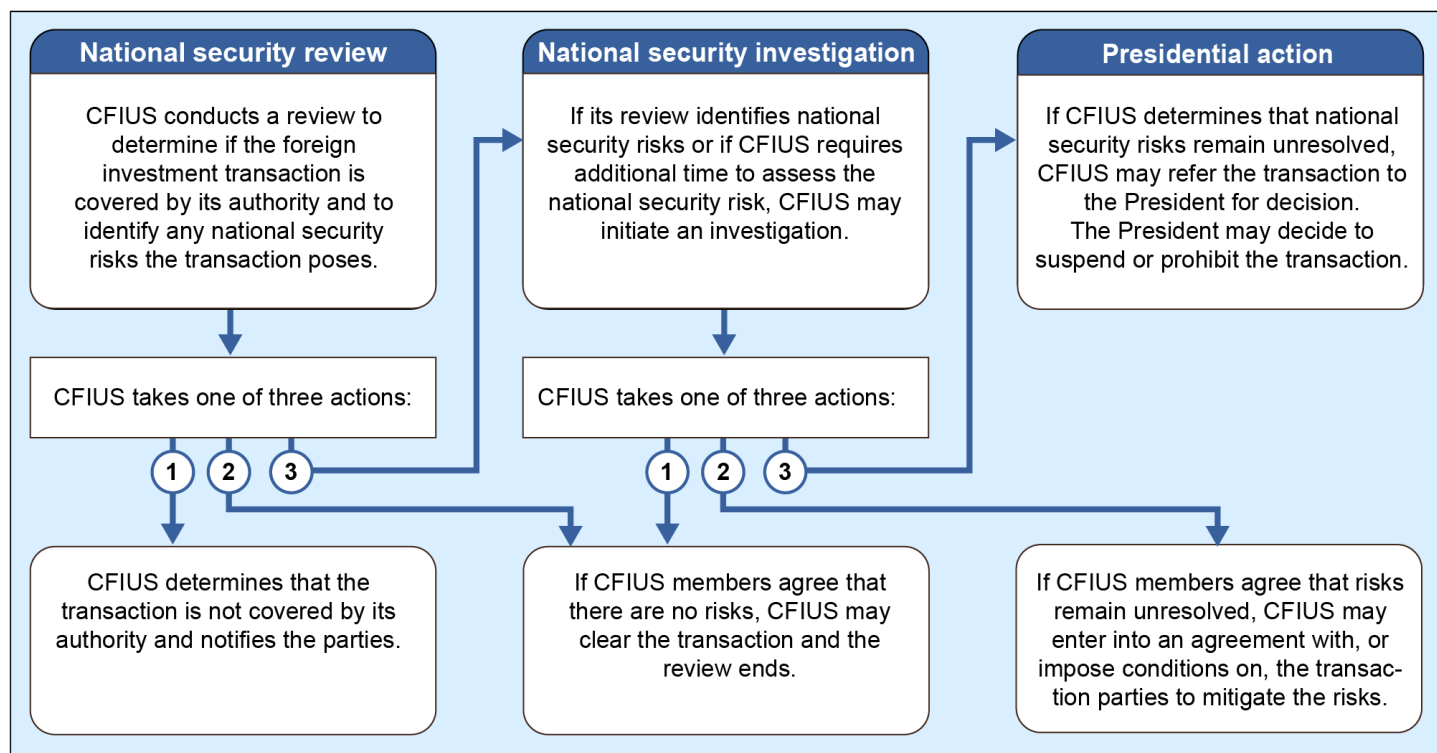 National security review
CFIUS conducts a review to
determine if the foreign
investment transaction is
covered by its authority and to
identify any national security
risks the transaction poses.
CFIUS takes one of three actions:
1
2
3
National security investigation
If its review identifies national
security risks or if CFIUS requires
additional time to assess the
national security risk, CFIUS may
initiate an investigation.
CFIUS takes one of three actions:
1
2
3
Presidential action
If CFIUS determines that national
security risks remain unresolved,
CFIUS may refer the transaction to
the President for decision.
The President may decide to
suspend or prohibit the transaction.
CFIUS determines that the
transaction is not covered by its
authority and notifies the parties.
If CFIUS members agree that
there are no risks, CFIUS may
clear the transaction and the
review ends.
If CFIUS members agree that risks
remain unresolved, CFIUS may
enter into an agreement with, or
impose conditions on, the transac-
tion parties to mitigate the risks.